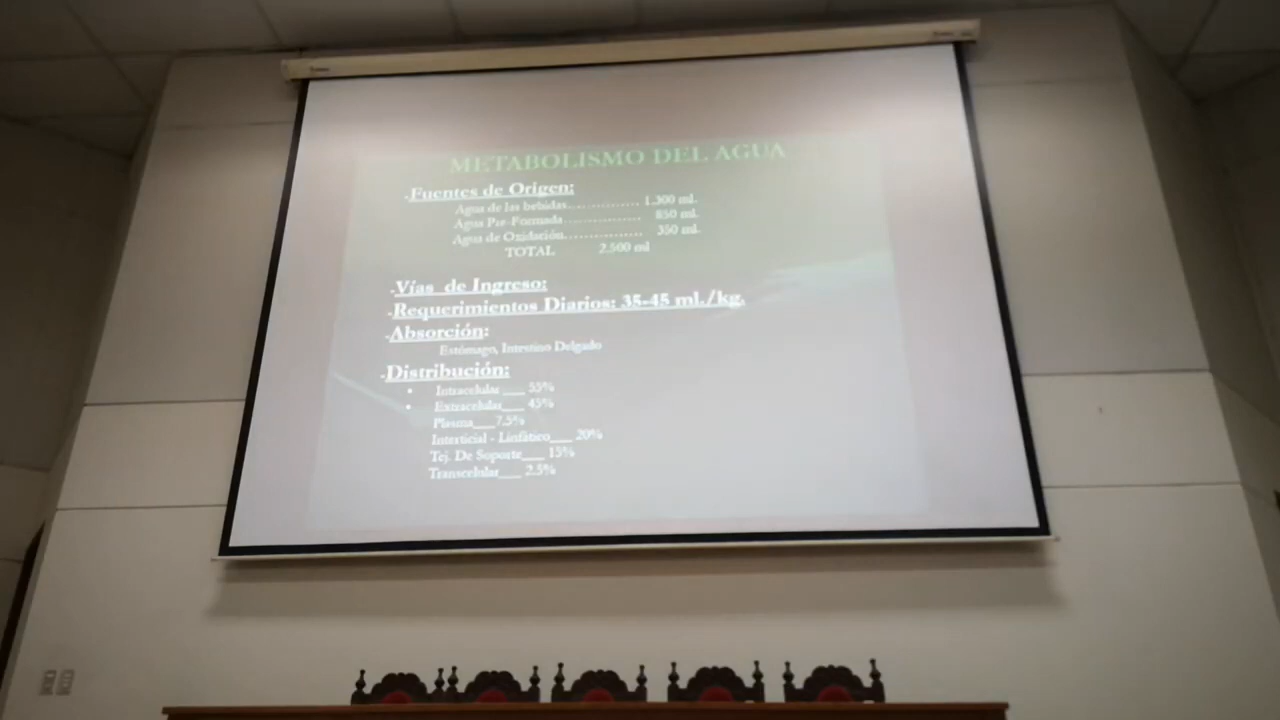 METABOLISMO DEL AGUA
-Fuentes de Origen:
Agua de las bebidas.............. 1.300 ml.
Agua Pre-Formada............... 850 ml.
Agua de Oxidación............... 350 ml.
TOTAL 2.500 ml
-Vías de Ingreso:
-Requerimientos Diarios: 35-45 ml./kg.
-Absorción:
Estómago, Intestino Delgado
-Distribución:
• Intracelular___ 55%
• Extracelular___ 45%
Plasma___7.5%
Intersticial - Linfático___ 20%
Tej. De Soporte___ 15%
Transcelular___ 2.5%